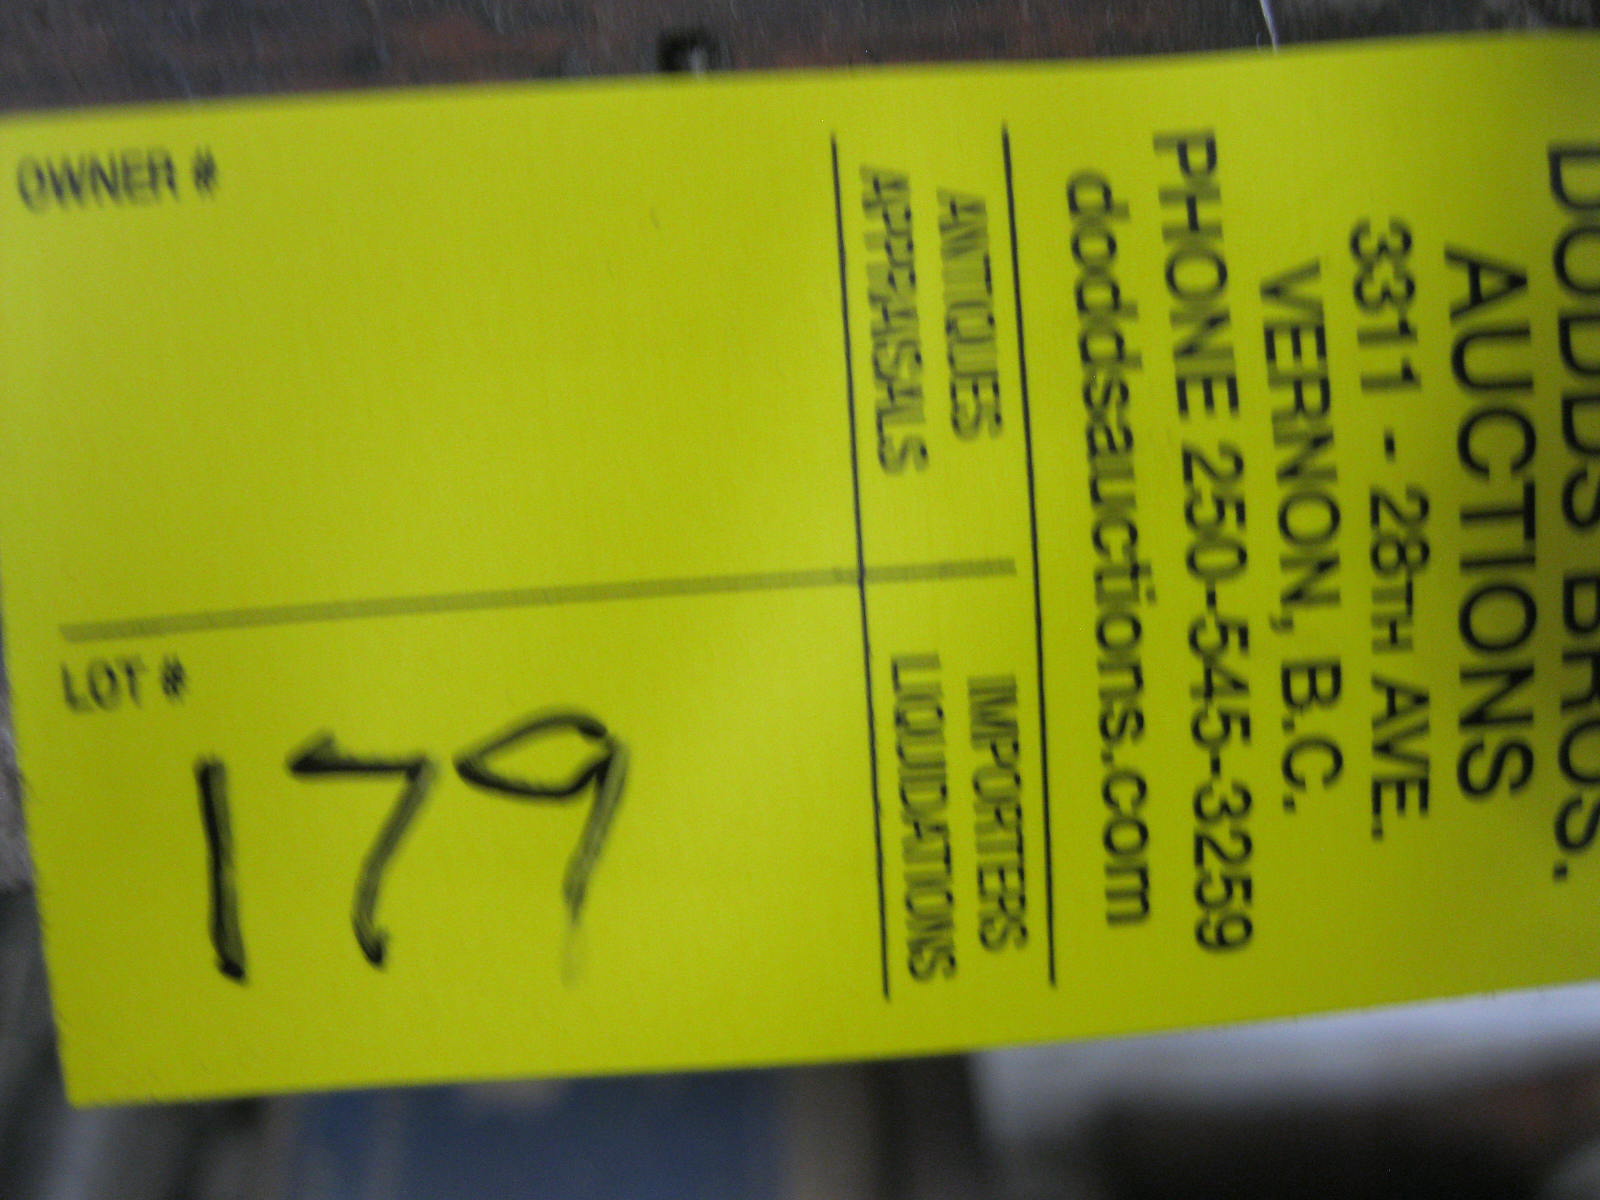 DODDS BROS.
AUCTIONS
3311 - 28TH AVE.
VERNON, B.C.
PHONE 250-545-3259
doddsauctions.com
ANTIQUES IMPORTERS
APPRAISALS LIQUIDATIONS
OWNER #
LOT #
179